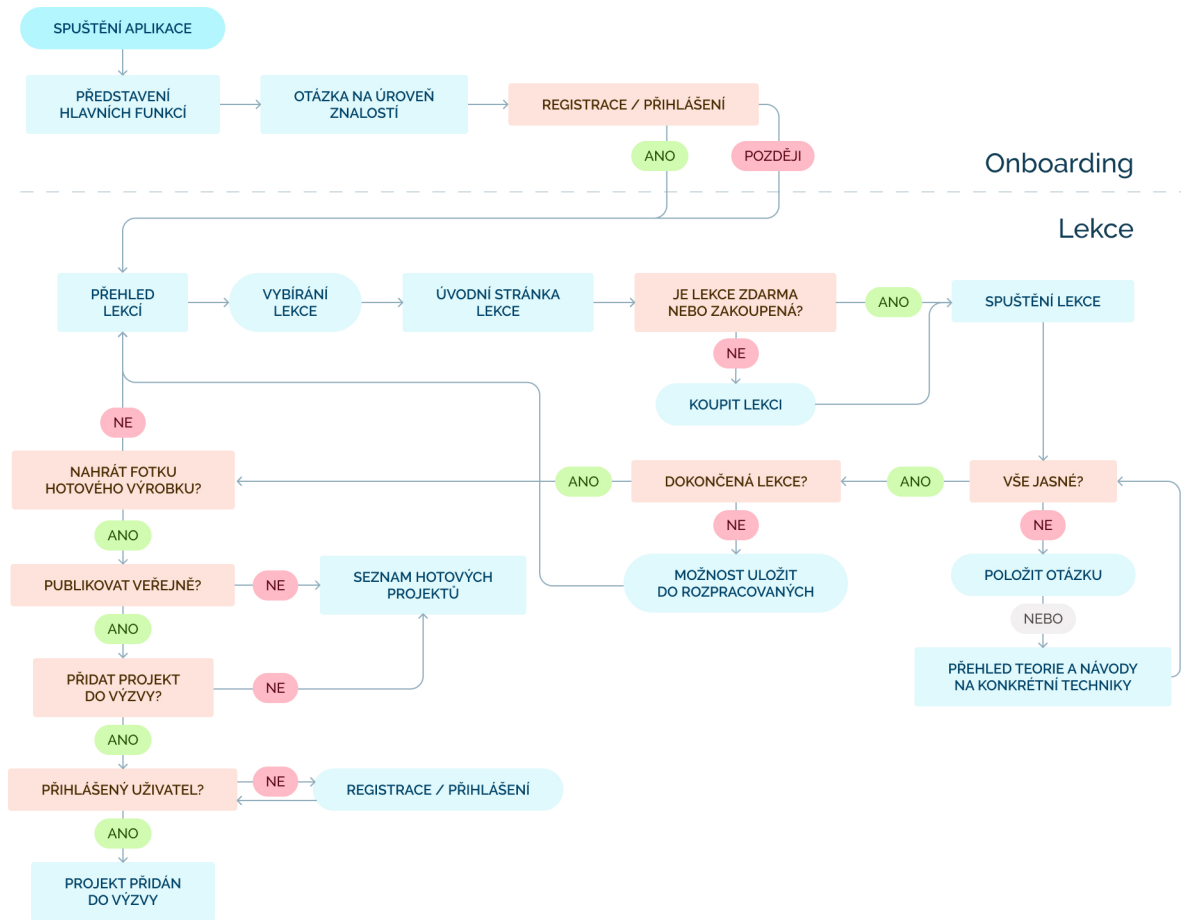 SPUŠTĚNÍ APLIKACE
PŘEDSTAVENÍ
HLAVNÍCH FUNKCÍ
OTÁZKA NA ÚROVEŇ
ZNALOSTÍ
REGISTRACE / PŘIHLÁŠENÍ
ANO
POZDĚJI
Onboarding
Lekce
PŘEHLED
LEKCÍ
VYBÍRÁNÍ
LEKCE
ÚVODNÍ STRÁNKA
LEKCE
JE LEKCE ZDARMA
NEBO ZAKOUPENÁ?
ANO
SPUŠTĚNÍ LEKCE
NE
KOUPIT LEKCI
NE
NAHRÁT FOTKU
HOTOVÉHO VÝROBKU?
ANO
DOKONČENÁ LEKCE?
ANO
VŠE JASNÉ?
ANO
NE
NE
PUBLIKOVAT VEŘEJNĚ?
NE
SEZNAM HOTOVÝCH
PROJEKTŮ
MOŽNOST ULOŽIT
DO ROZPRACOVANÝCH
POLOŽIT OTÁZKU
ANO
NEBO
PŘIDAT PROJEKT
DO VÝZVY?
NE
PŘEHLED TEORIE A NÁVODY
NA KONKRÉTNÍ TECHNIKY
ANO
PŘIHLÁŠENÝ UŽIVATEL?
NE
REGISTRACE / PŘIHLÁŠENÍ
ANO
PROJEKT PŘIDÁN
DO VÝZVY